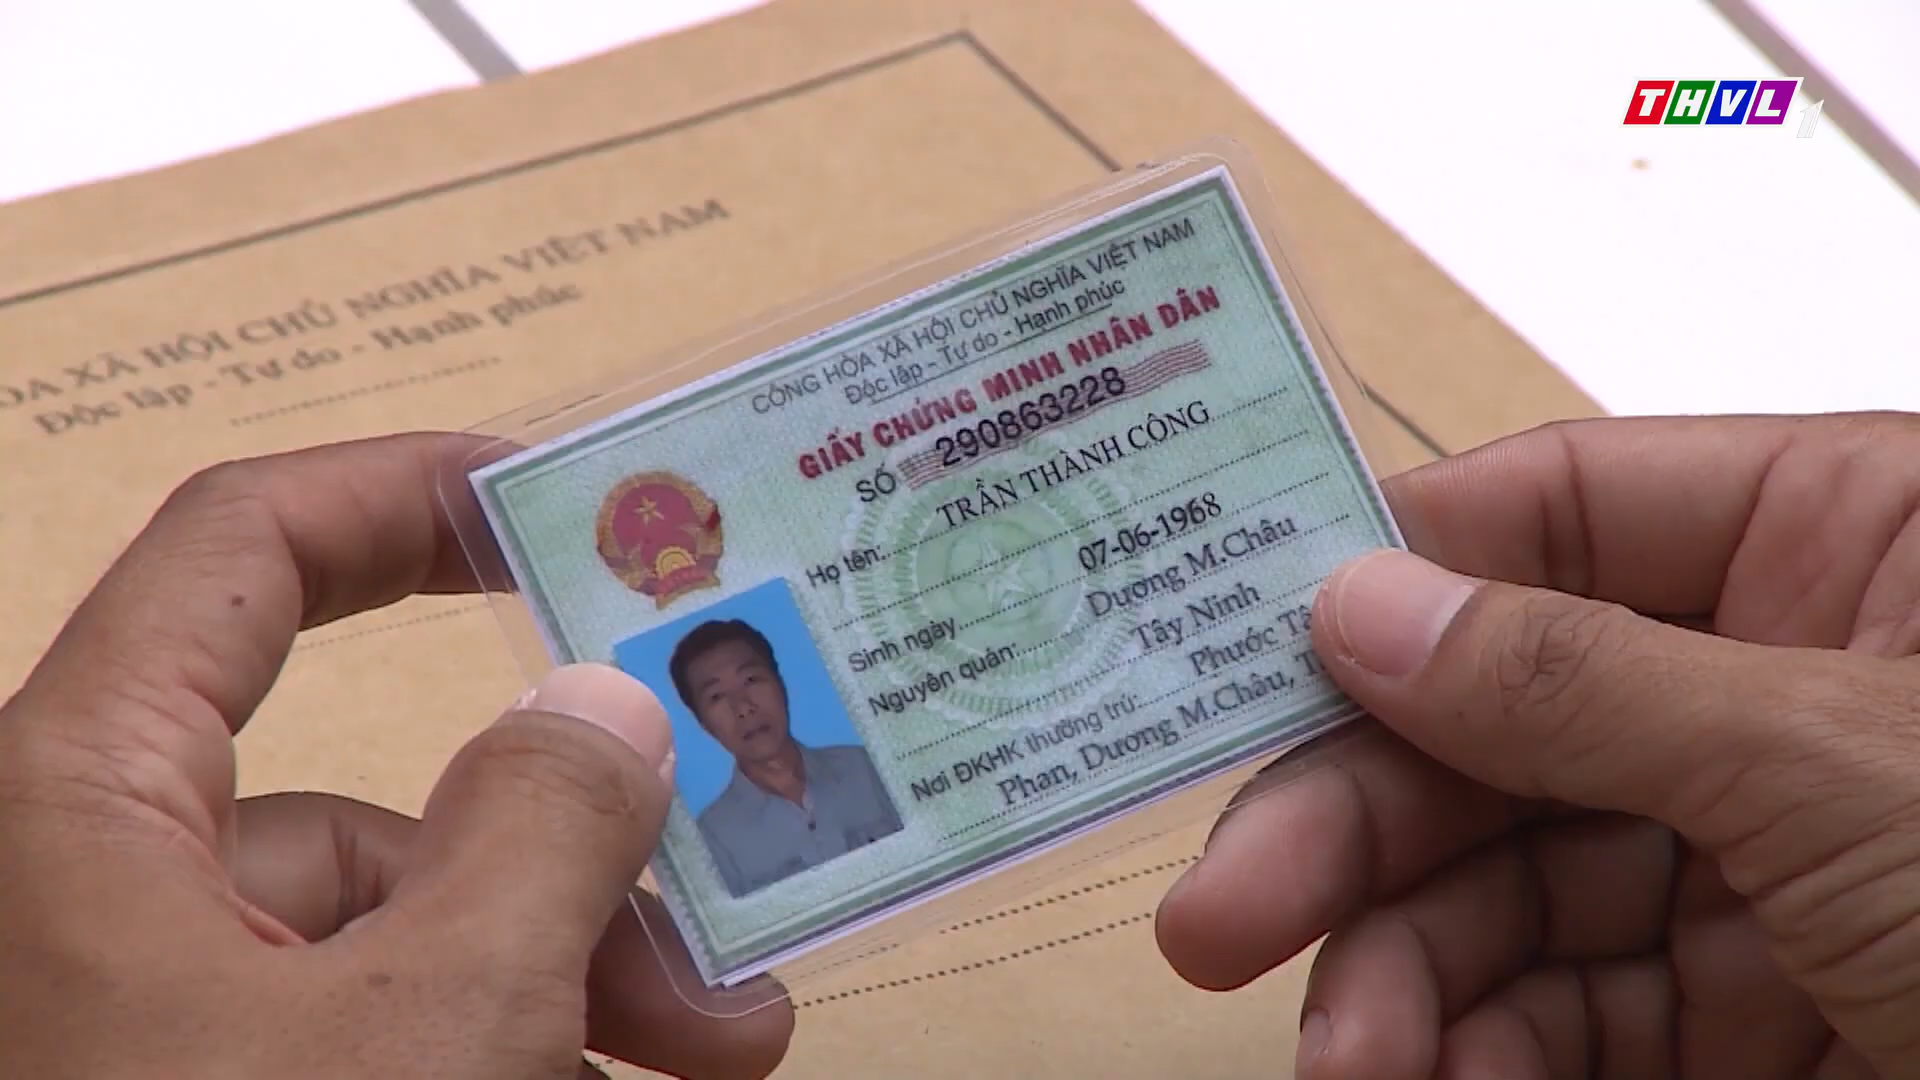 THVL1
HÒA XÃ HỘI CHỦ NGHĨA VIỆT NAM
Độc lập - Tự do - Hạnh phúc
CỘNG HÒA XÃ HỘI CHỦ NGHĨA VIỆT NAM
Độc lập - Tự do - Hạnh phúc
GIẤY CHỨNG MINH NHÂN DÂN
SỐ 290863228
Họ tên: TRẦN THÀNH CÔNG
Sinh ngày 07-06-1968
Nguyên quán: Dương M.Châu
Tây Ninh
Nơi ĐKHK thường trú: Phước
Phan, Dương M.Châu,